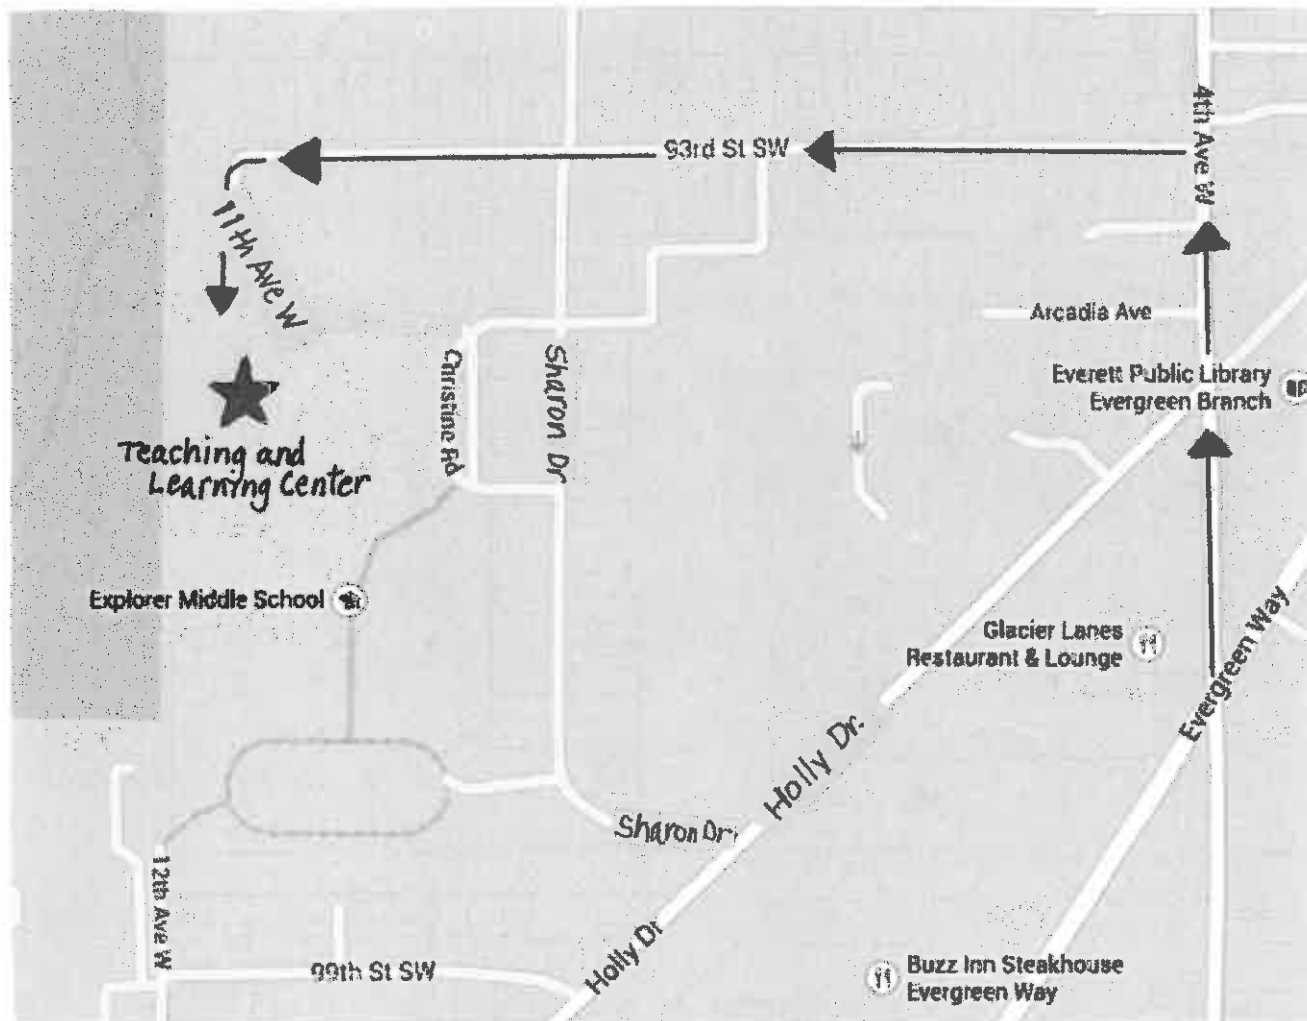 4th Ave W
93rd St SW
11th Ave W
Arcadia Ave
Christine Rd
Sharon Dr
Everett Public Library
Evergreen Branch
Teaching and
Learning Center
Explorer Middle School
Glacier Lanes
Restaurant & Lounge
Evergreen Way
Holly Dr.
Sharon Dr
12th Ave W
99th St SW
Holly Dr
Buzz Inn Steakhouse
Evergreen Way